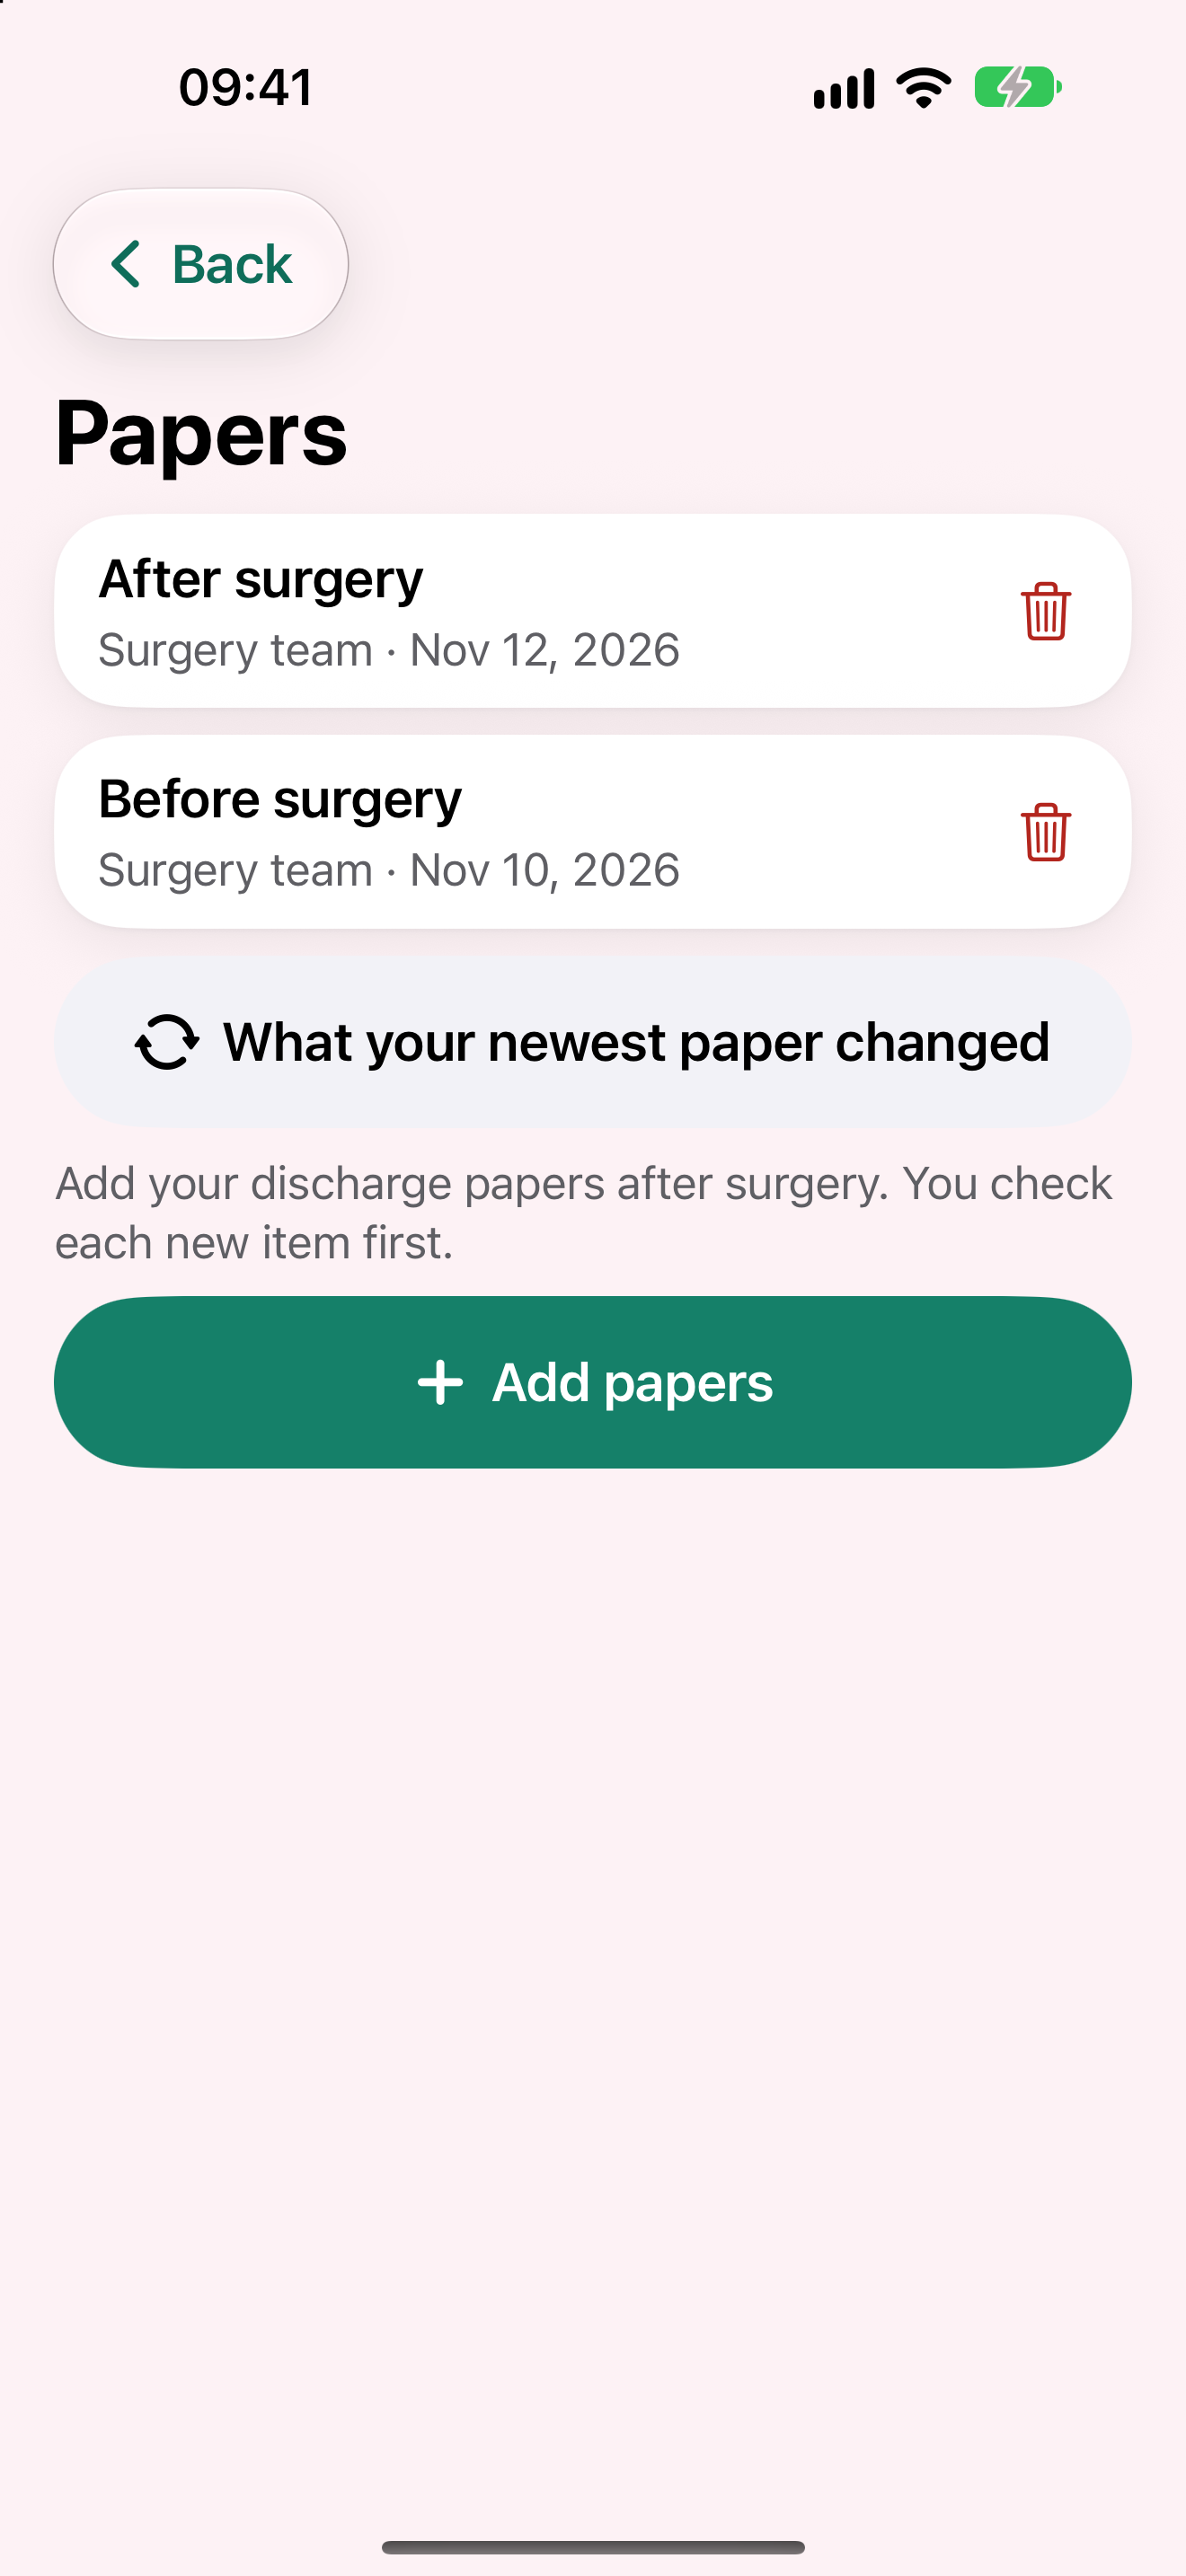 09:41
Back
Papers
After surgery
Surgery team · Nov 12, 2026
Before surgery
Surgery team · Nov 10, 2026
What your newest paper changed
Add your discharge papers after surgery. You check
each new item first.
Add papers